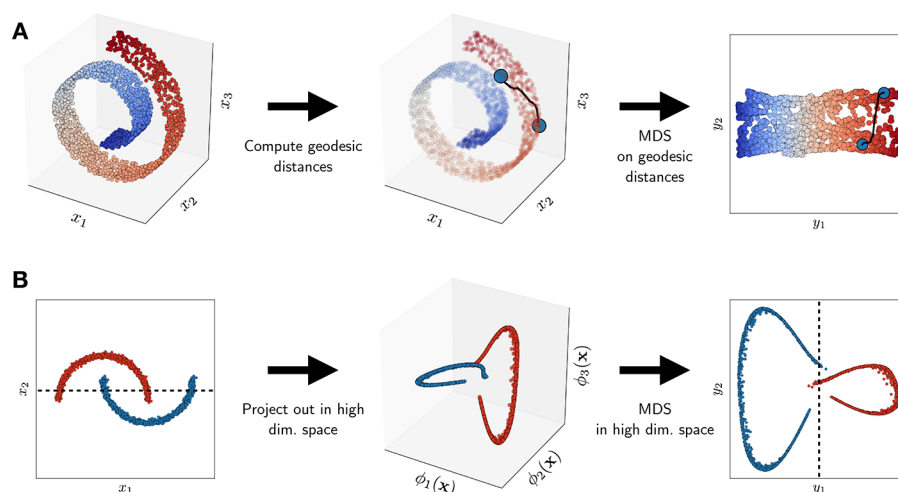 A
x₁
x₂
x₃
Compute geodesic
distances
x₁
x₂
x₃
MDS
on geodesic
distances
y₂
y₁
B
x₂
x₁
Project out in high
dim. space
ϕ₁(x)
ϕ₂(x)
ϕ₃(x)
MDS
in high dim. space
y₂
y₁